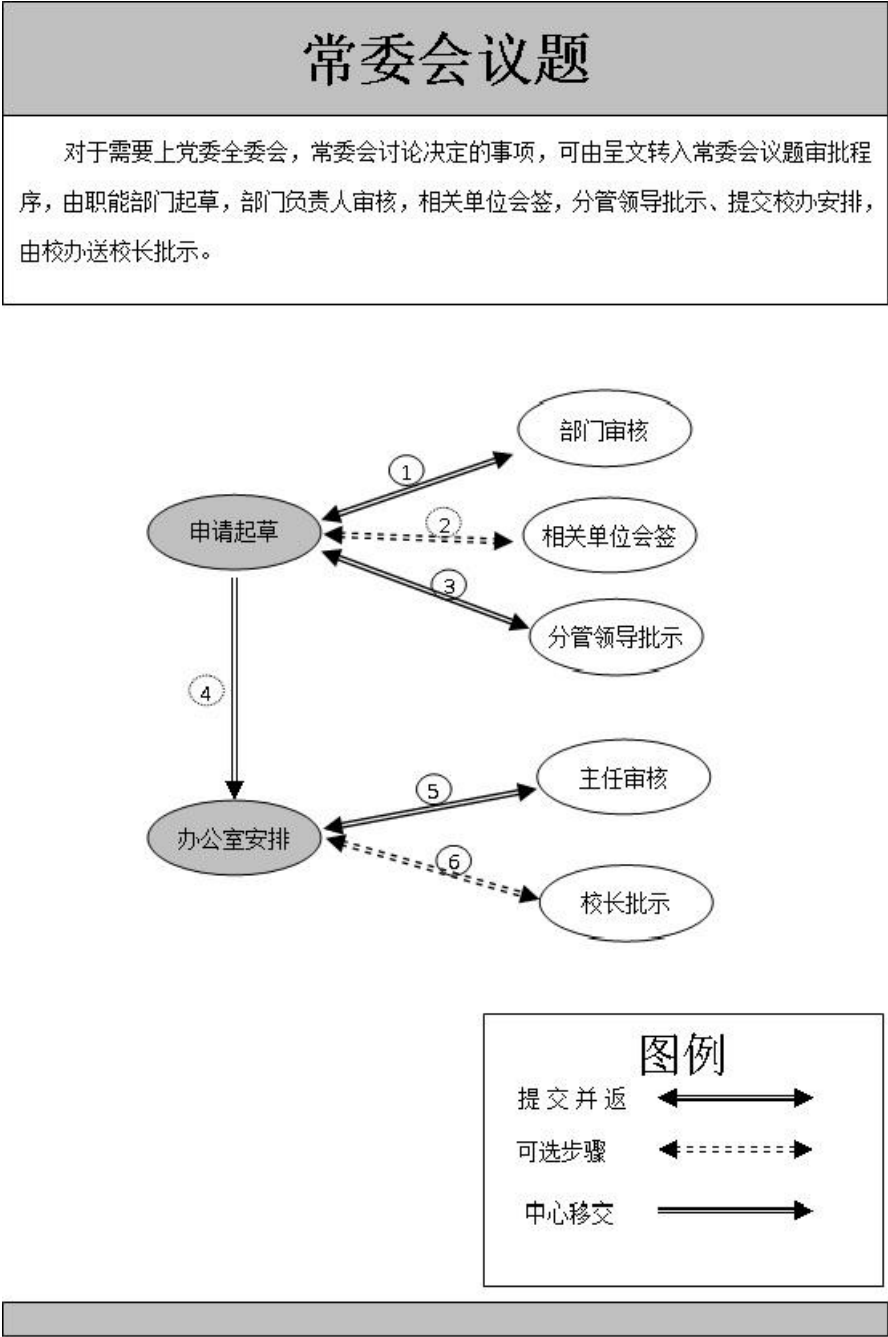 常委会议题
对于需要上党委全委会，常委会讨论决定的事项，可由呈文转入常委会议题审批程
序，由职能部门起草，部门负责人审核，相关单位会签，分管领导批示、提交校办安排，
由校办送校长批示。
部门审核
1
申请起草
2
相关单位会签
3
分管领导批示
4
主任审核
5
办公室安排
6
校长批示
图例
提交并返
可选步骤
中心移交